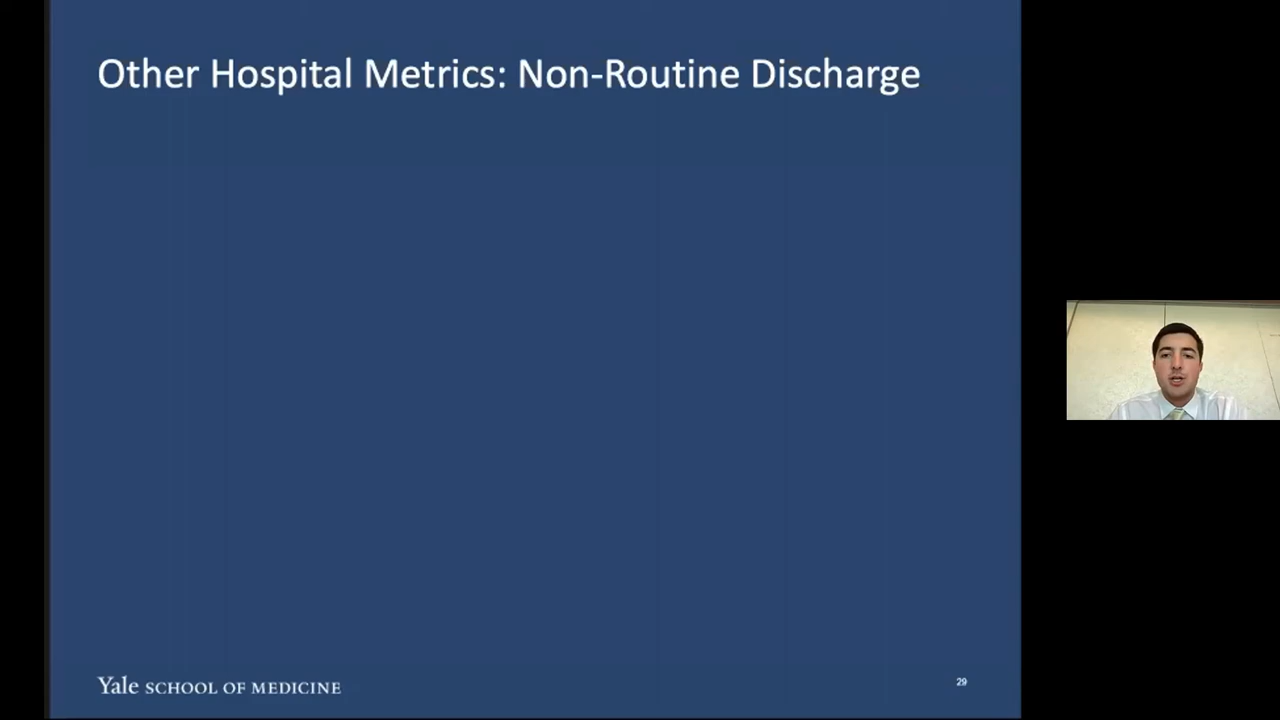 Other Hospital Metrics: Non-Routine Discharge
Yale SCHOOL OF MEDICINE
29